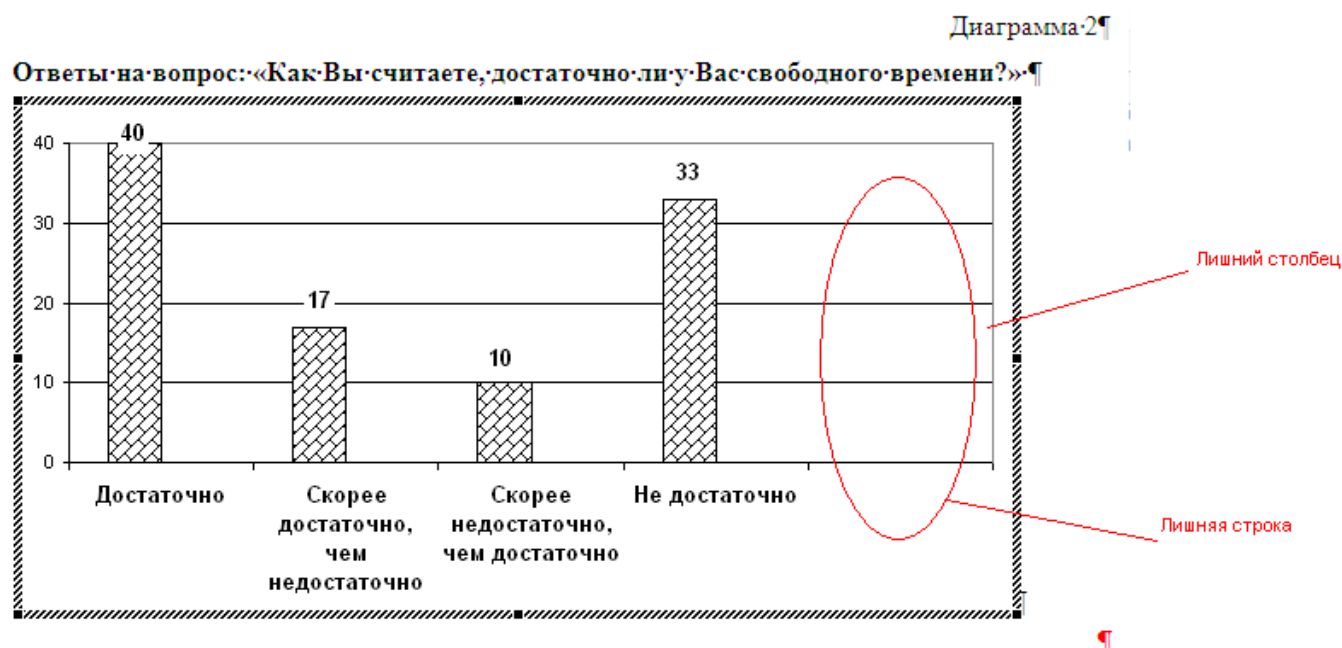 Диаграмма·2¶
Ответы·на·вопрос:·«Как·Вы·считаете,·достаточно·ли·у·Вас·свободного·времени?»·¶
40
40
33
30
Лишний столбец
20
17
10
10
0
Достаточно
Скорее
достаточно,
чем
недостаточно
Скорее
недостаточно,
чем достаточно
Не достаточно
Лишняя строка
¶
¶